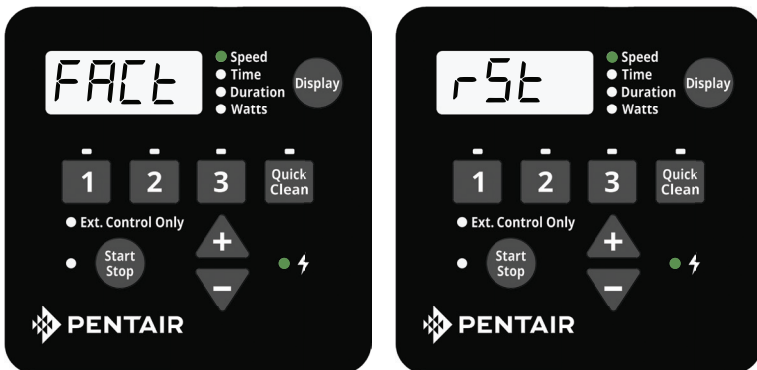 FACt
Speed
Time
Duration
Watts
Display
1
2
3
Quick
Clean
Ext. Control Only
Start
Stop
+
−
PENTAIR
rSt
Speed
Time
Duration
Watts
Display
1
2
3
Quick
Clean
Ext. Control Only
Start
Stop
+
−
PENTAIR